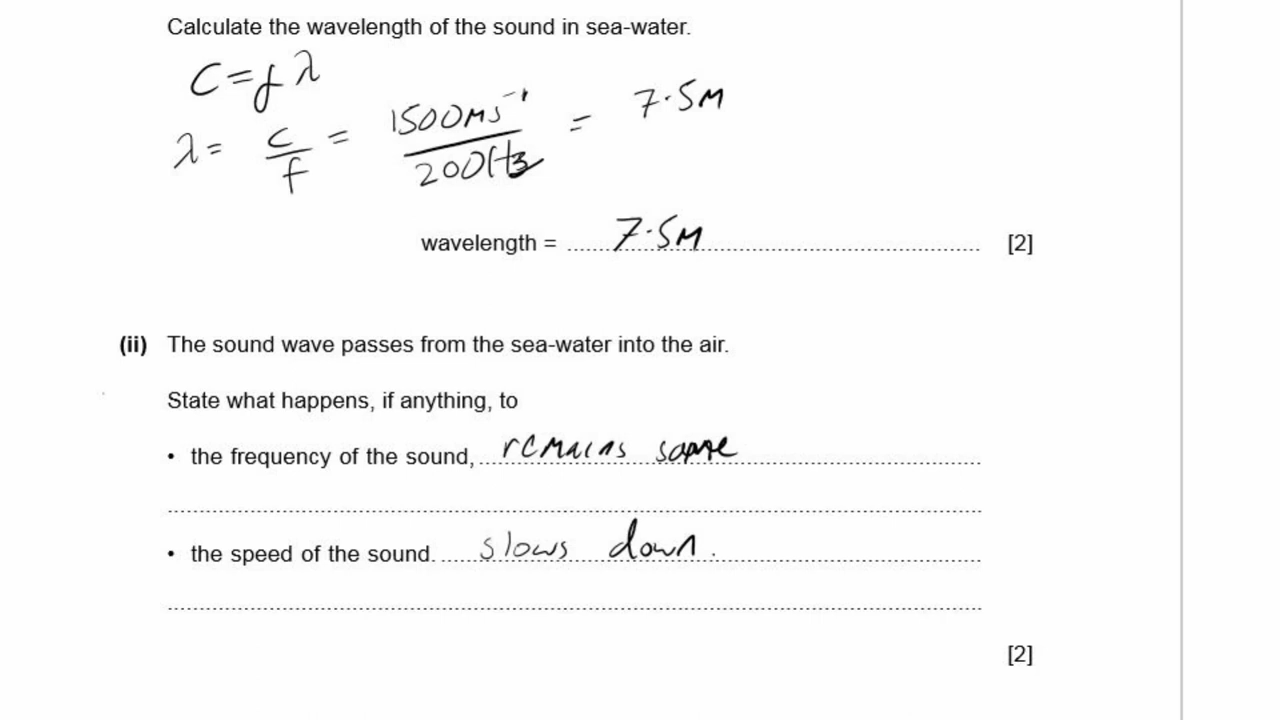 Calculate the wavelength of the sound in sea-water.
C = f λ
λ = c/f = 1500ms⁻¹/200Hz = 7.5m
wavelength = 7.5m [2]
(ii) The sound wave passes from the sea-water into the air.
State what happens, if anything, to
• the frequency of the sound, remains same
• the speed of the sound. slows down.
[2]